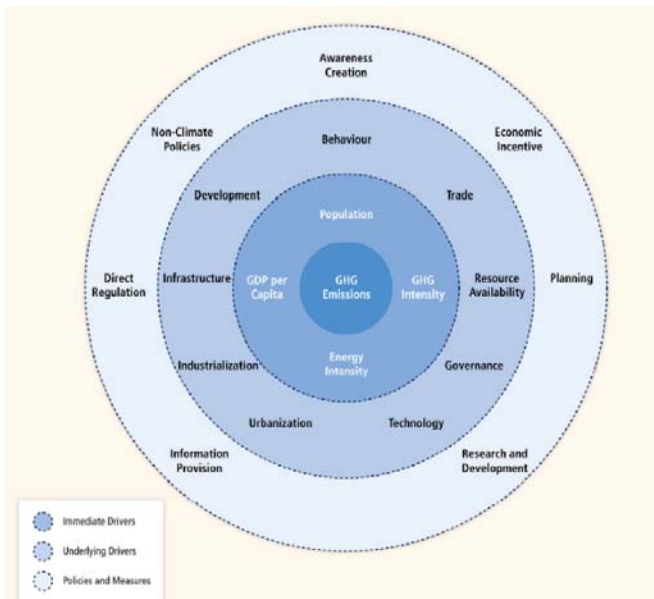 Awareness
Creation
Non-Climate
Policies
Economic
Incentive
Behaviour
Development
Trade
Population
Direct
Regulation
Infrastructure
GDP per
Capita
GHG
Emissions
GHG
Intensity
Resource
Availability
Planning
Energy
Intensity
Industrialization
Governance
Urbanization
Technology
Information
Provision
Research and
Development
Immediate Drivers
Underlying Drivers
Policies and Measures